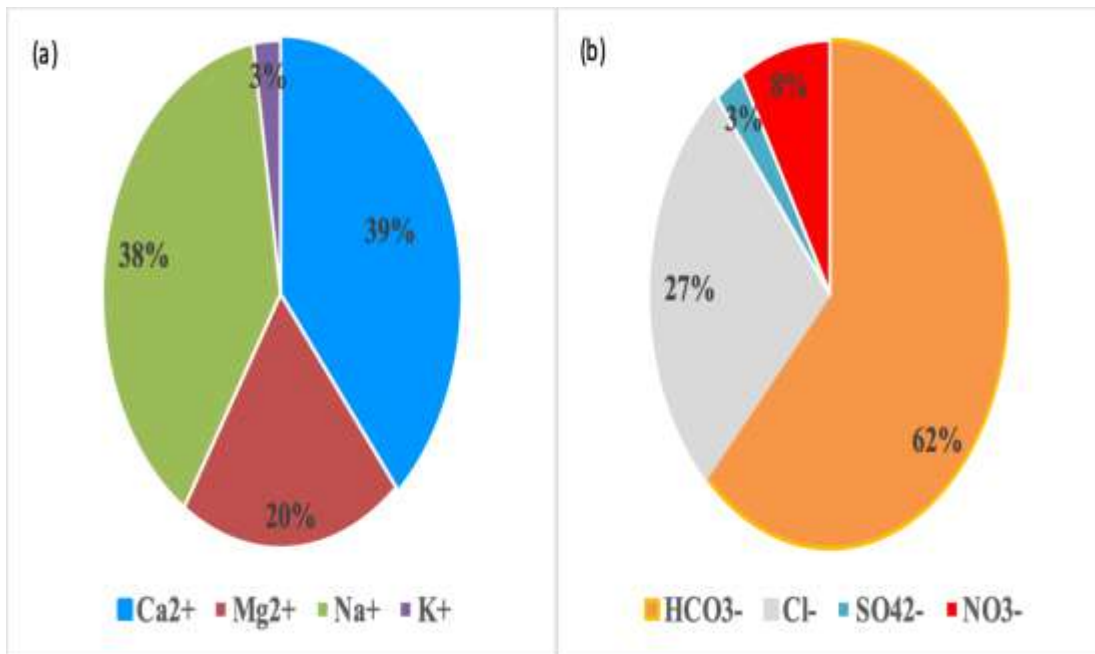 (a)
3%
39%
38%
20%
Ca2+ Mg2+ Na+ K+
(b)
8%
3%
27%
62%
HCO3- Cl- SO42- NO3-